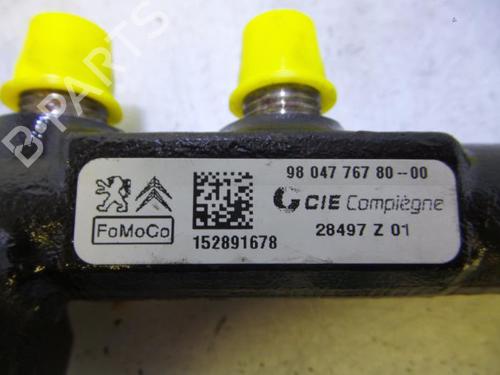 B-PARTS
98 047 767 80--00
CIE Compiègne
FoMoCo
28497 Z 01
152891678